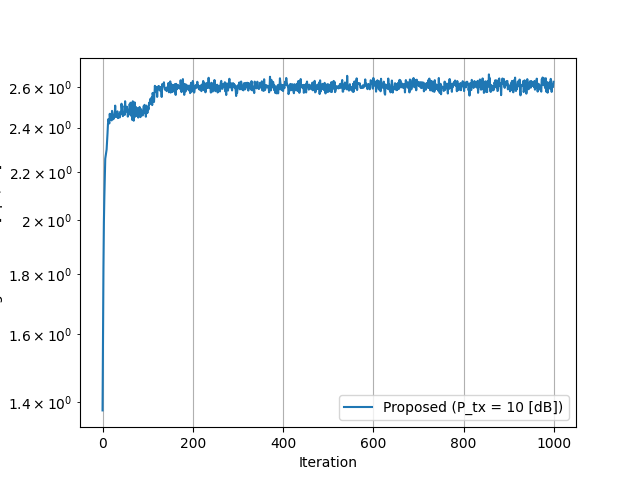 2.6 × 10⁰
2.4 × 10⁰
2.2 × 10⁰
2 × 10⁰
1.8 × 10⁰
1.6 × 10⁰
1.4 × 10⁰
Proposed (P_tx = 10 [dB])
0 200 400 600 800 1000
Iteration